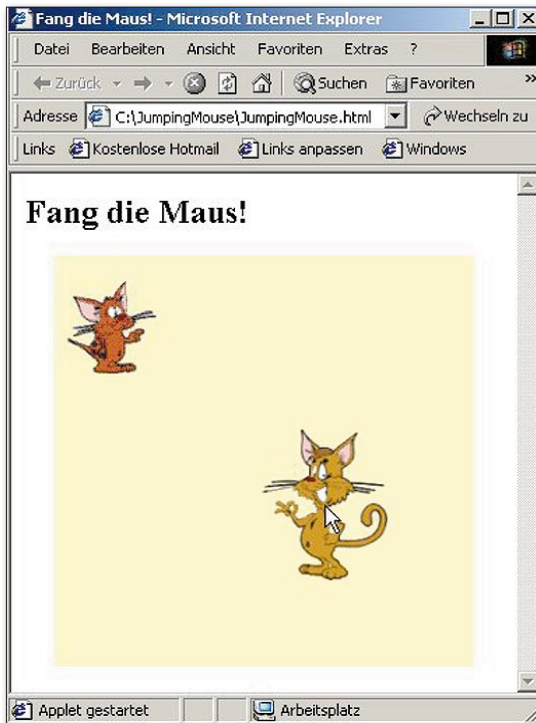 Fang die Maus! - Microsoft Internet Explorer
Datei Bearbeiten Ansicht Favoriten Extras ?
Zurück Suchen Favoriten »
Adresse C:\JumpingMouse\JumpingMouse.html Wechseln zu
Links Kostenlose Hotmail Links anpassen Windows
Fang die Maus!
Applet gestartet Arbeitsplatz